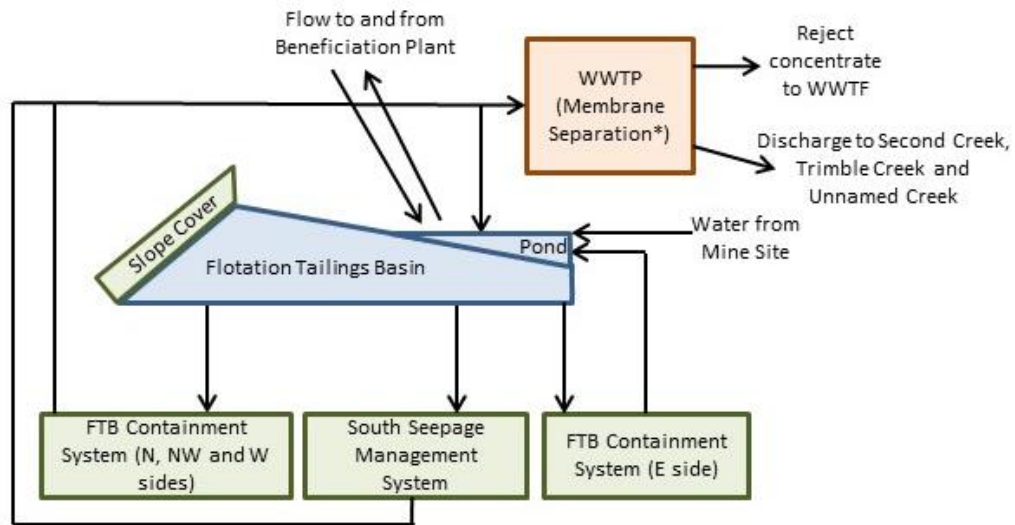 Flow to and from
Beneficiation Plant
WWTP
(Membrane
Separation*)
Reject
concentrate
to WWTF
Discharge to Second Creek,
Trimble Creek and
Unnamed Creek
Slope Cover
Flotation Tailings Basin
Pond
Water from
Mine Site
FTB Containment
System (N, NW and W
sides)
South Seepage
Management
System
FTB Containment
System (E side)